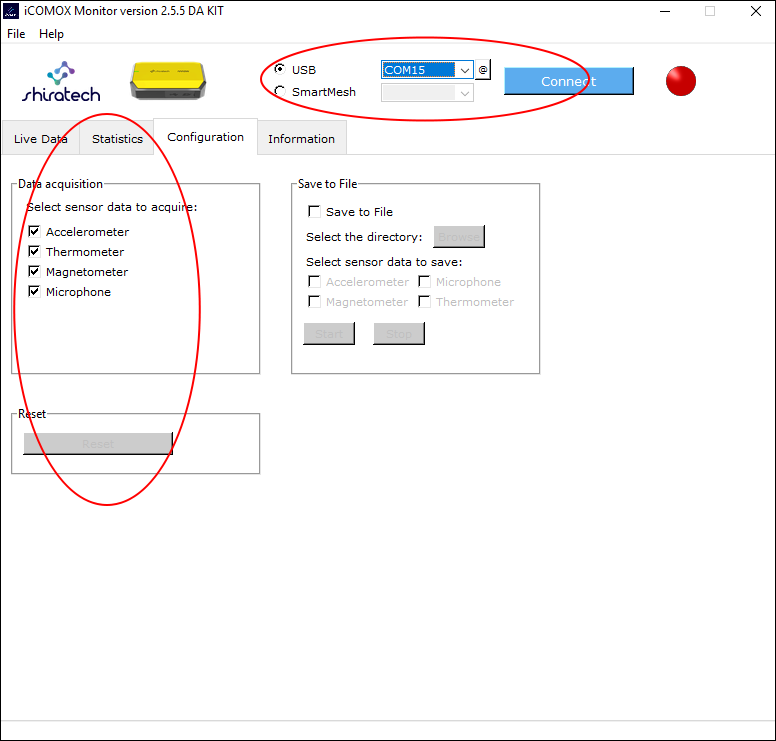 iCOMOX Monitor version 2.5.5 DA KIT
File Help
shiratech
USB COM15 @
SmartMesh
Connect
Live Data Statistics Configuration Information
Data acquisition
Select sensor data to acquire:
Accelerometer
Thermometer
Magnetometer
Microphone
Save to File
Save to File
Select the directory: Browse
Select sensor data to save:
Accelerometer Microphone
Magnetometer Thermometer
Start Stop
Reset
Reset